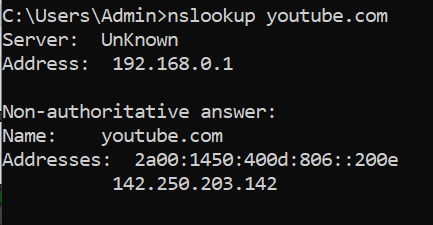 C:\Users\Admin>nslookup youtube.com
Server:  UnKnown
Address:  192.168.0.1

Non-authoritative answer:
Name:    youtube.com
Addresses:  2a00:1450:400d:806::200e
          142.250.203.142